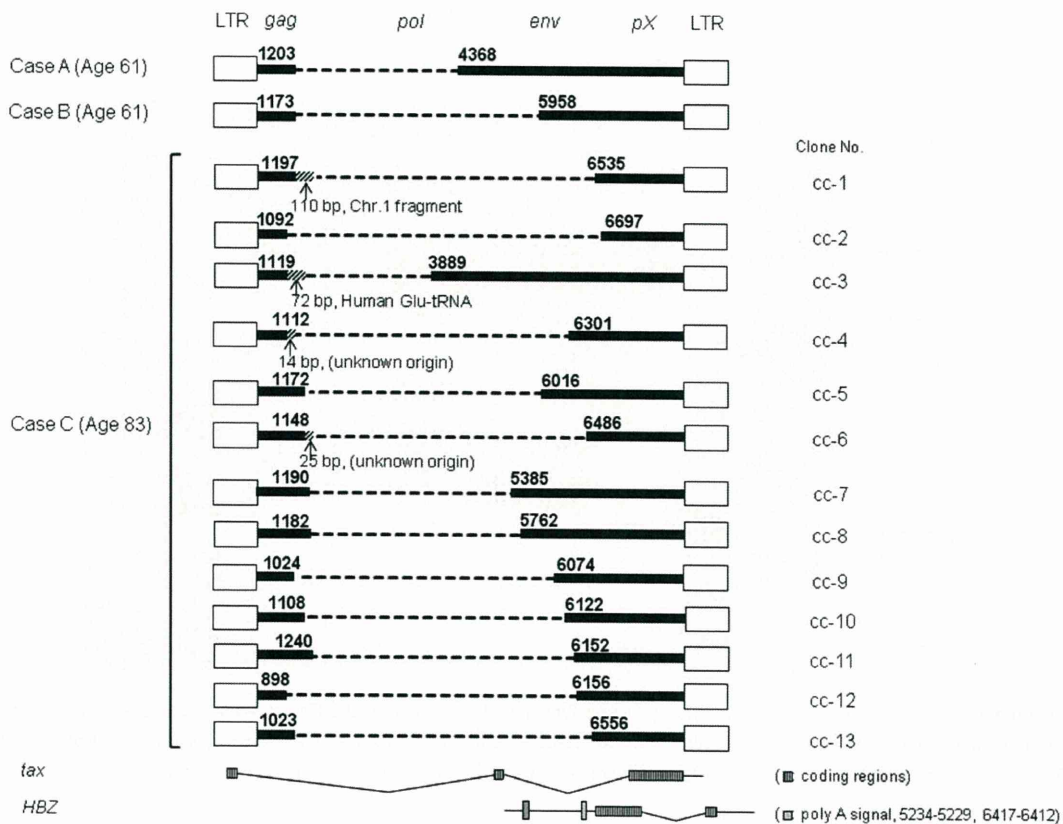 LTR gag pol env pX LTR
Case A (Age 61) 1203 4368
Case B (Age 61) 1173 5958
Clone No.
1197 6535 cc-1
110 bp, Chr.1 fragment
1092 6697 cc-2
1119 3889 cc-3
72 bp, Human Glu-tRNA
1112 6301 cc-4
14 bp, (unknown origin)
1172 6016 cc-5
Case C (Age 83) 1148 6486 cc-6
25 bp, (unknown origin)
1190 5385 cc-7
1182 5762 cc-8
1024 6074 cc-9
1108 6122 cc-10
1240 6152 cc-11
898 6156 cc-12
1023 6556 cc-13
tax ( coding regions)
HBZ ( poly A signal, 5234-5229, 6417-6412)